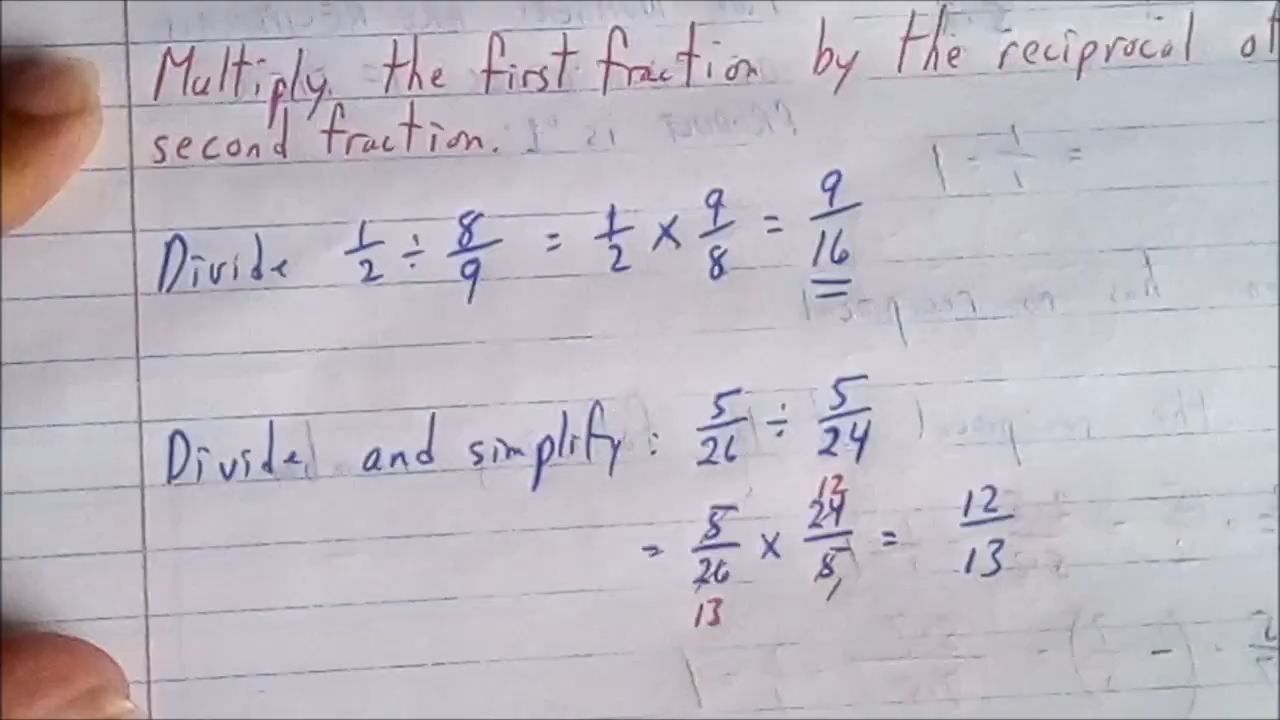 Multiply the first fraction by the reciprocal of
second fraction.
1 - 1/1 =
Divide 1/2 ÷ 8/9 = 1/2 × 9/8 = 9/16
Divide and simplify: 5/26 ÷ 5/24
12
= 5/26 × 24/5 = 12/13
13